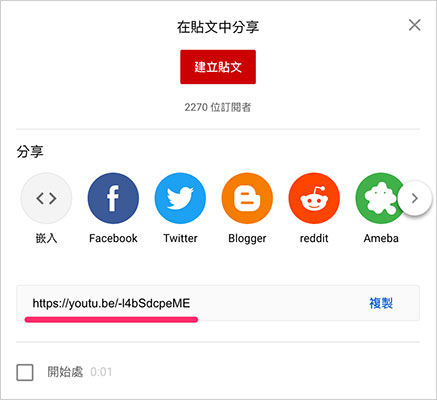 在貼文中分享
建立貼文
2270 位訂閱者
分享
嵌入 Facebook Twitter Blogger reddit Ameba
https://youtu.be/-l4bSdcpeME 複製
開始處 0:01